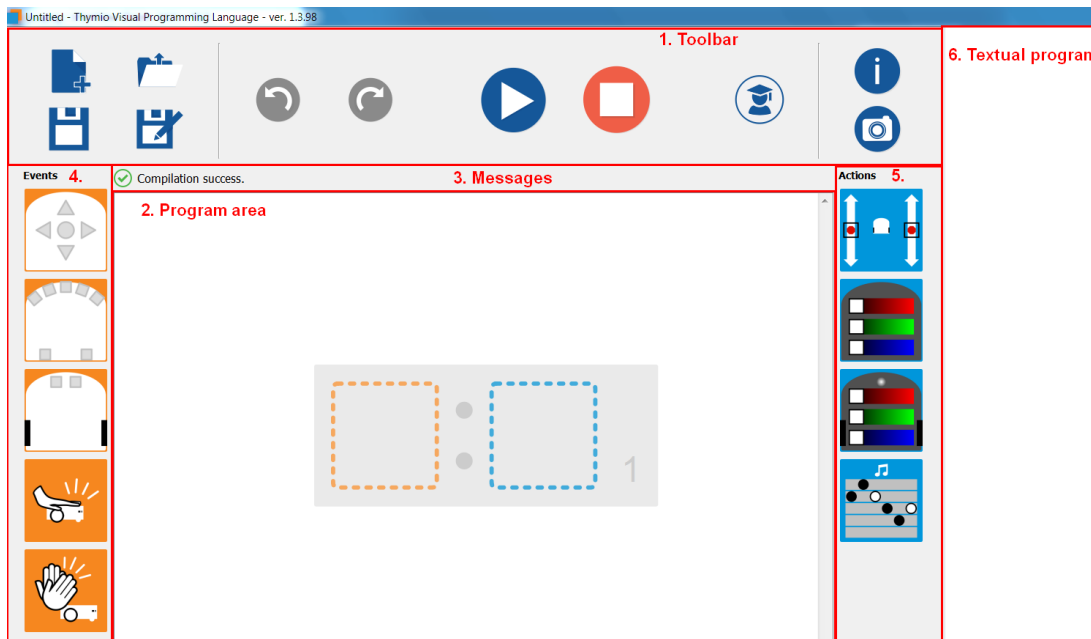 Untitled - Thymio Visual Programming Language - ver. 1.3.98
1. Toolbar
6. Textual program
i
Events 4.
Compilation success.
3. Messages
Actions 5.
2. Program area
1